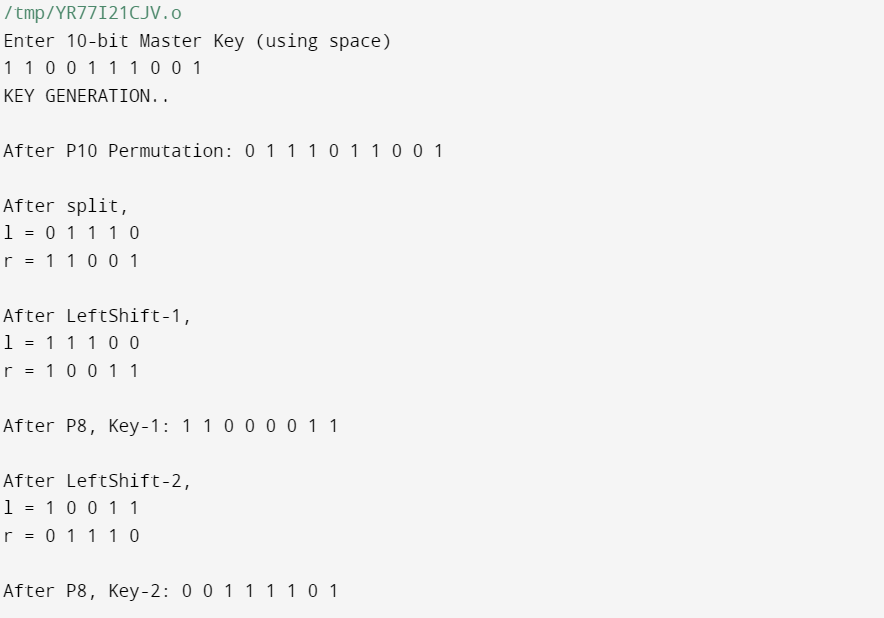 /tmp/YR77I21CJV.o
Enter 10-bit Master Key (using space)
1 1 0 0 1 1 1 0 0 1
KEY GENERATION..
After P10 Permutation: 0 1 1 1 0 1 1 0 0 1
After split,
l = 0 1 1 1 0
r = 1 1 0 0 1
After LeftShift-1,
l = 1 1 1 0 0
r = 1 0 0 1 1
After P8, Key-1: 1 1 0 0 0 0 1 1
After LeftShift-2,
l = 1 0 0 1 1
r = 0 1 1 1 0
After P8, Key-2: 0 0 1 1 1 1 0 1